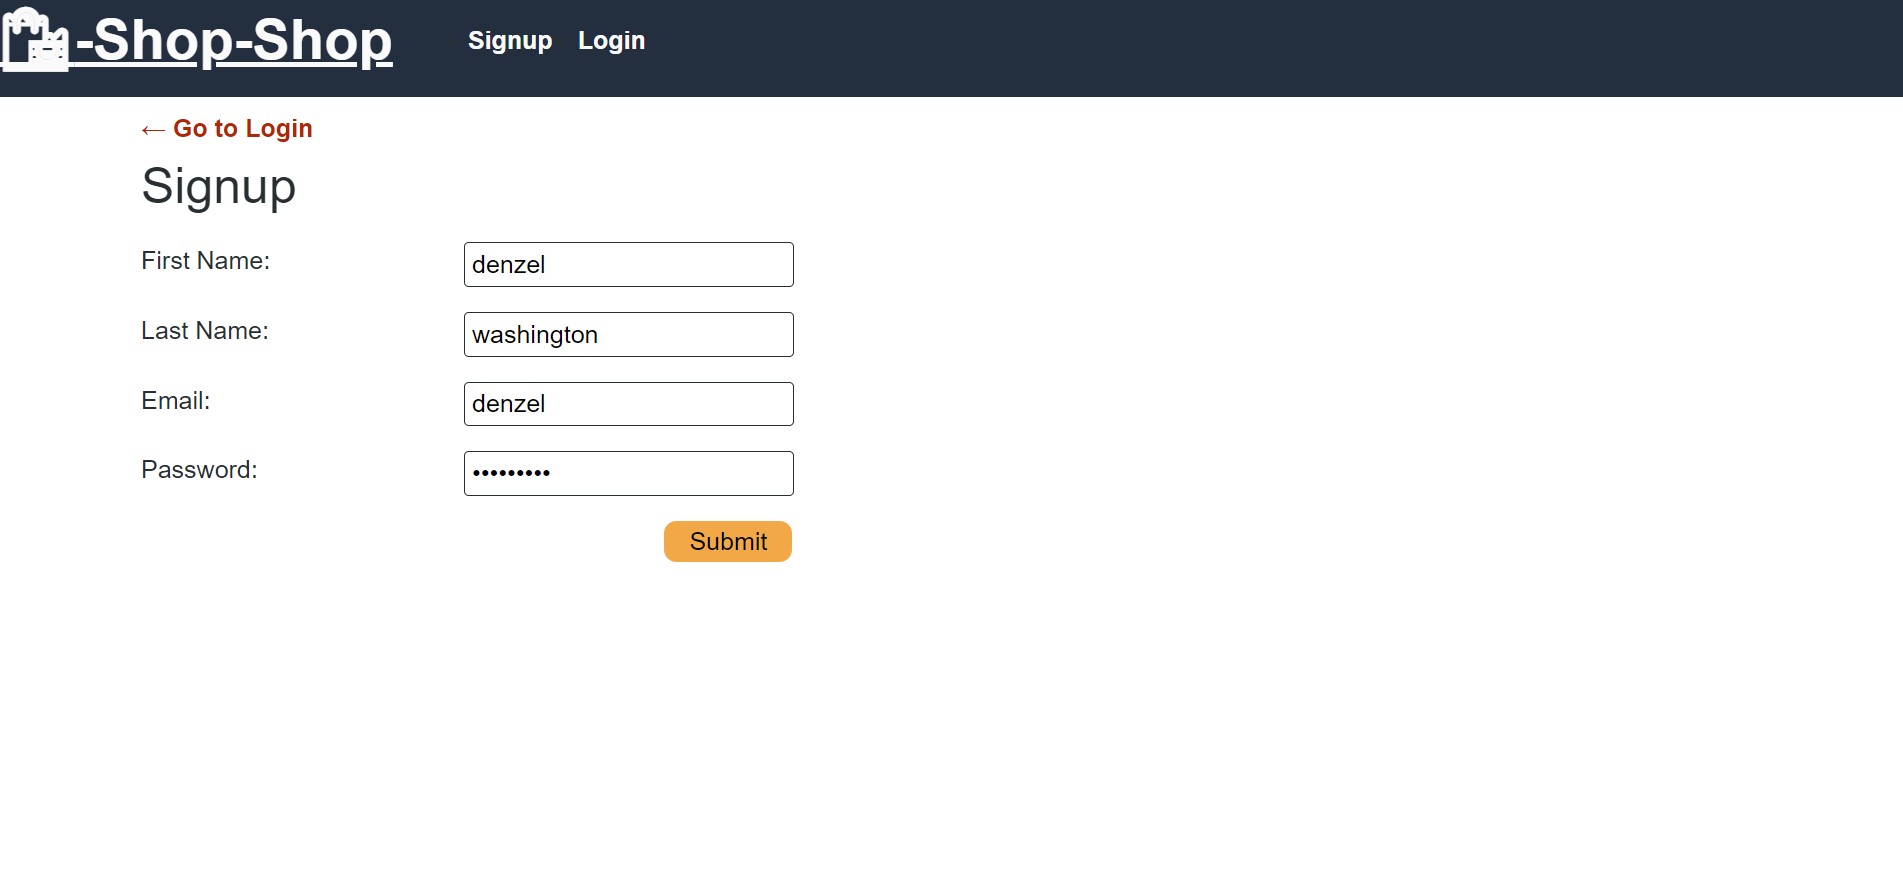 -Shop-Shop Signup Login
← Go to Login
Signup
First Name: denzel
Last Name: washington
Email: denzel
Password: •••••••••
Submit